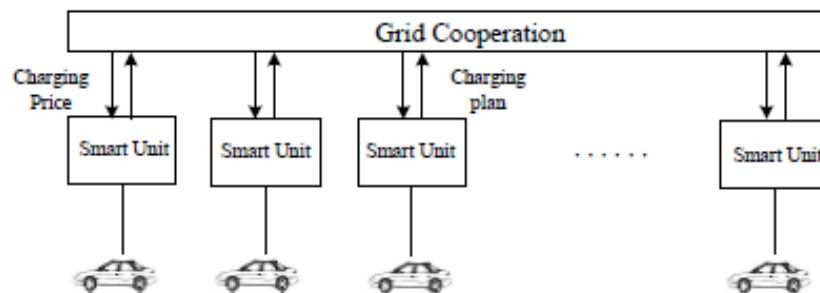 Grid Cooperation
Charging
Price
Charging
plan
Smart Unit
Smart Unit
Smart Unit
. . . . . .
Smart Unit